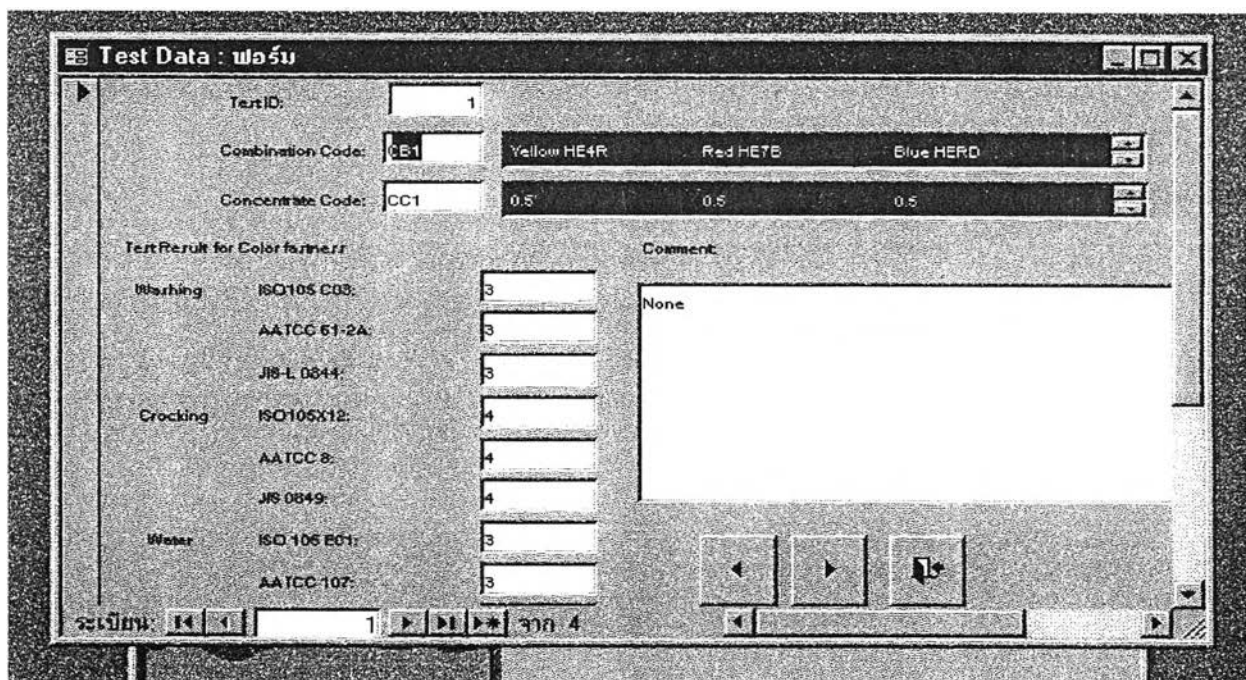 Test Data : ฟอร์ม
Test ID: 1
Combination Code: CB1 Yellow HE4R Red HE7B Blue HERD
Concentrate Code: CC1 0.5 0.5 0.5
Test Result for Color fastness Comment:
Washing ISO105 C03: 3 None
AATCC 61-2A: 3
JIS-L 0844: 3
Crocking ISO105X12: 4
AATCC 8: 4
JIS 0849: 4
Water ISO 105 E01: 3
AATCC 107: 3
ระเบียน: 1 จาก 4